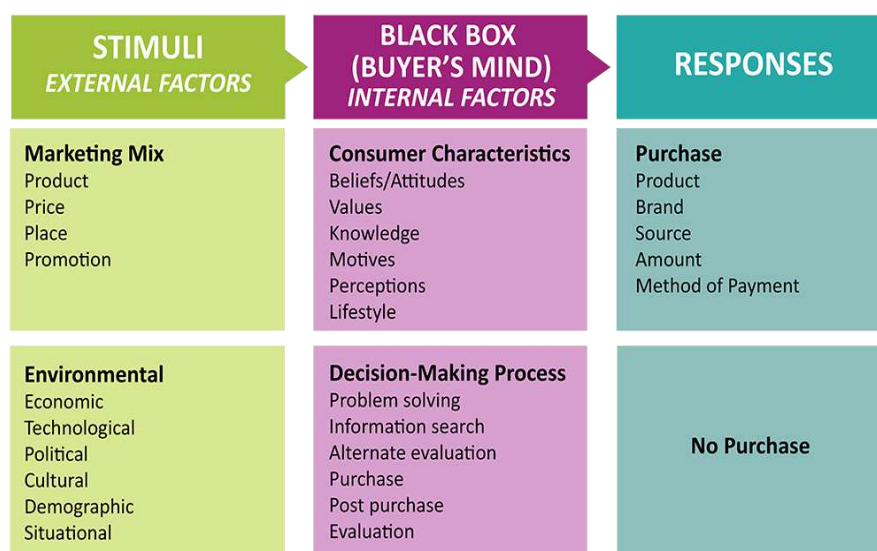 STIMULI
EXTERNAL FACTORS
BLACK BOX
(BUYER'S MIND)
INTERNAL FACTORS
RESPONSES
Marketing Mix
Product
Price
Place
Promotion
Consumer Characteristics
Beliefs/Attitudes
Values
Knowledge
Motives
Perceptions
Lifestyle
Purchase
Product
Brand
Source
Amount
Method of Payment
Environmental
Economic
Technological
Political
Cultural
Demographic
Situational
Decision-Making Process
Problem solving
Information search
Alternate evaluation
Purchase
Post purchase
Evaluation
No Purchase